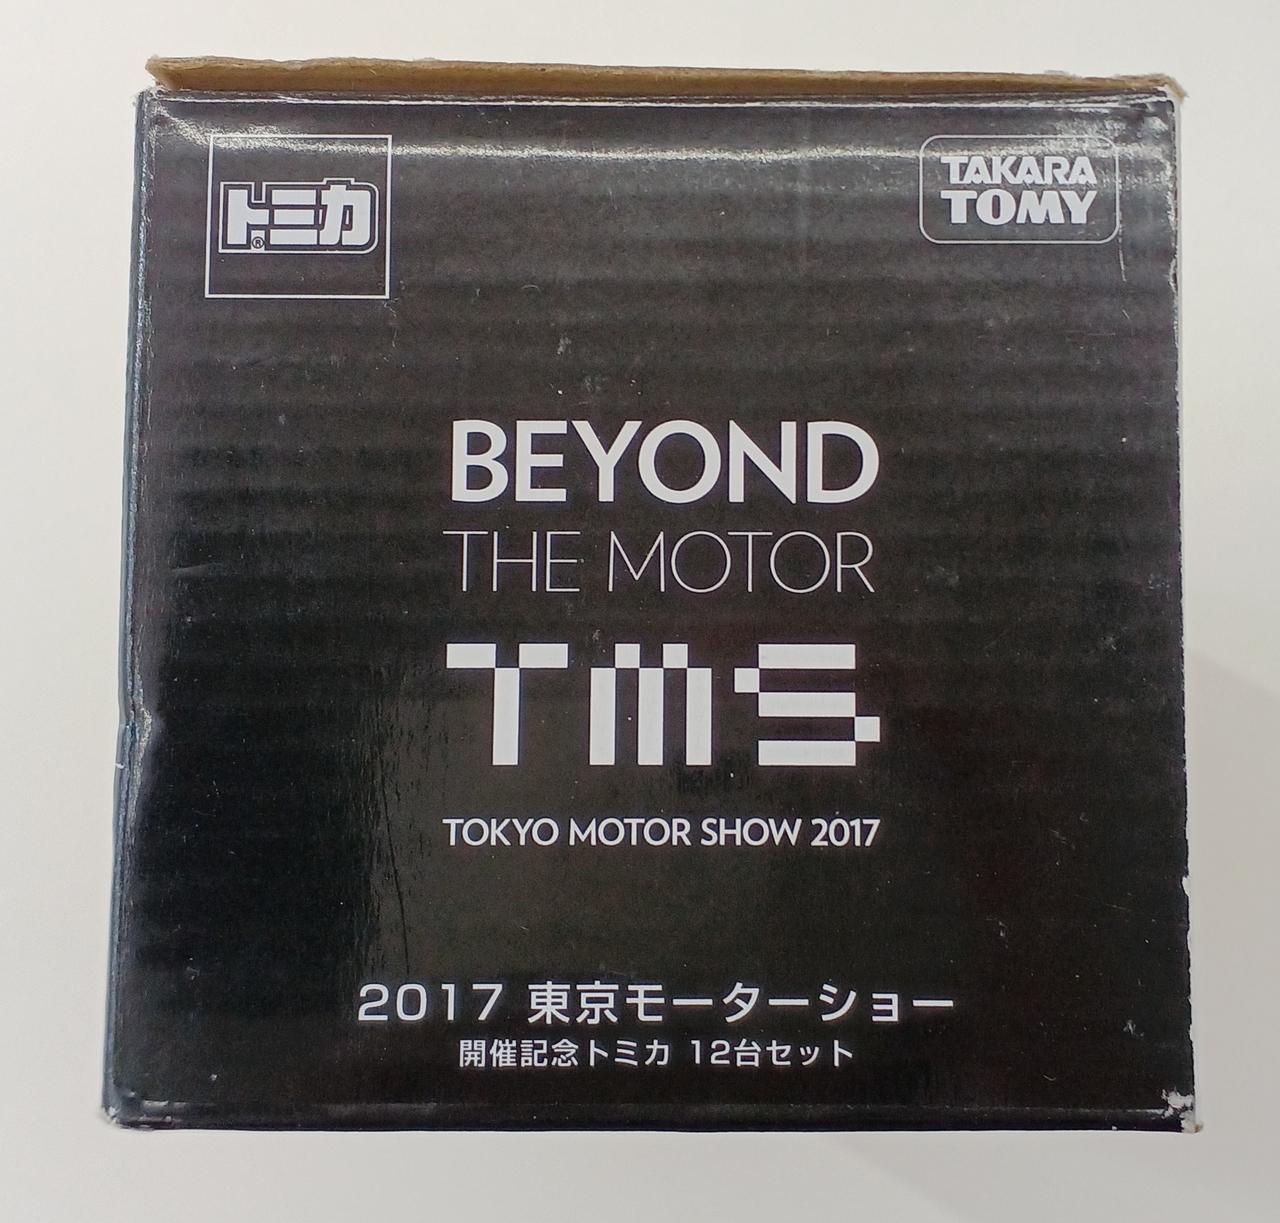 トミカ®
TAKARA
TOMY
BEYOND
THE MOTOR
TMS
TOKYO MOTOR SHOW 2017
2017 東京モーターショー
開催記念トミカ 12台セット